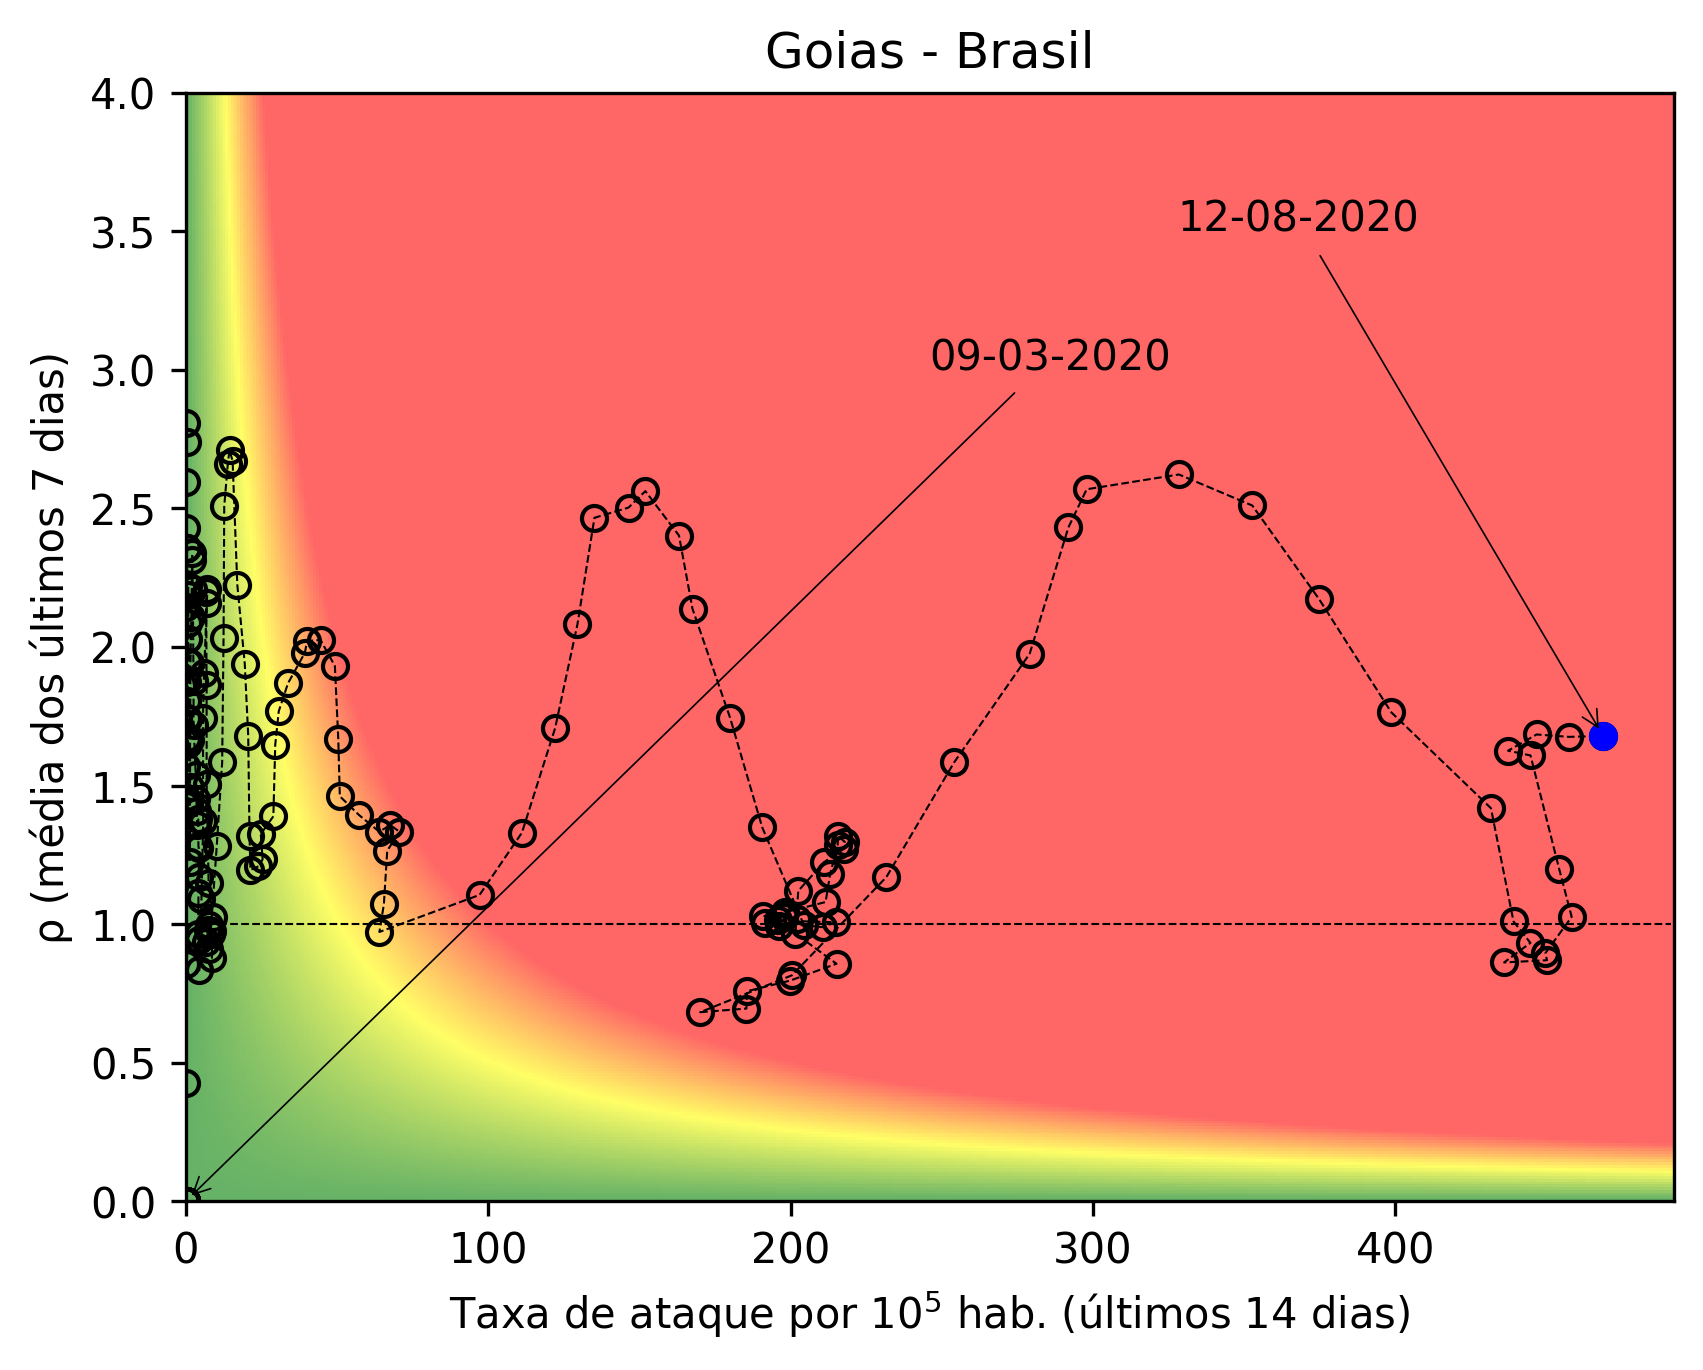 Goias - Brasil
4.0
3.5
3.0
2.5
2.0
1.5
1.0
0.5
0.0
12-08-2020
09-03-2020
ρ (média dos últimos 7 dias)
0 100 200 300 400
Taxa de ataque por 10⁵ hab. (últimos 14 dias)